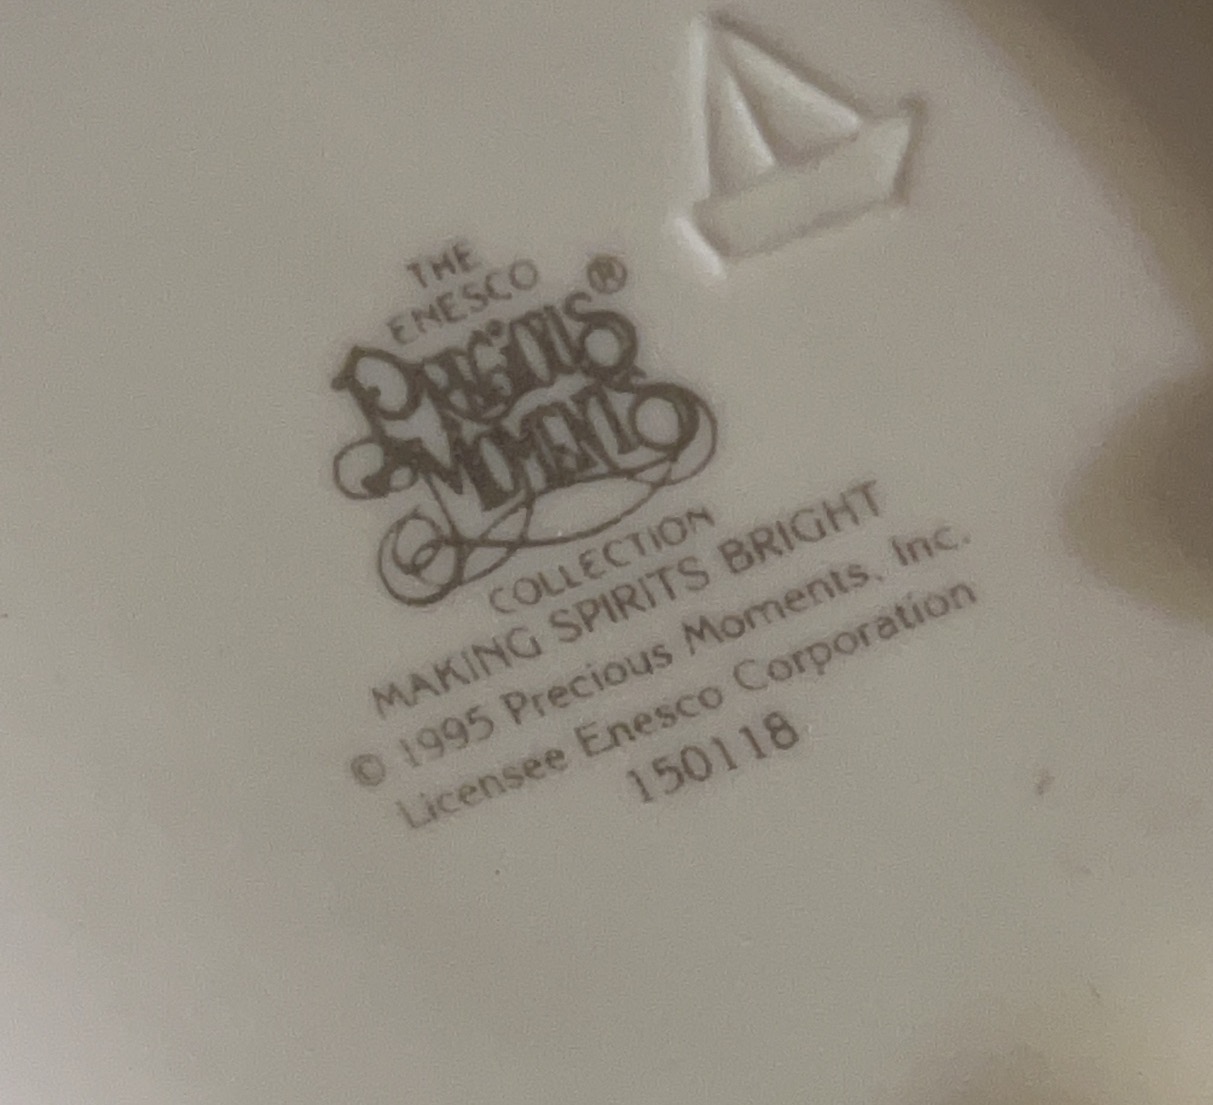 THE
ENESCO
PRECIOUS ®
MOMENTS
COLLECTION
MAKING SPIRITS BRIGHT
© 1995 Precious Moments, Inc.
Licensee Enesco Corporation
150118